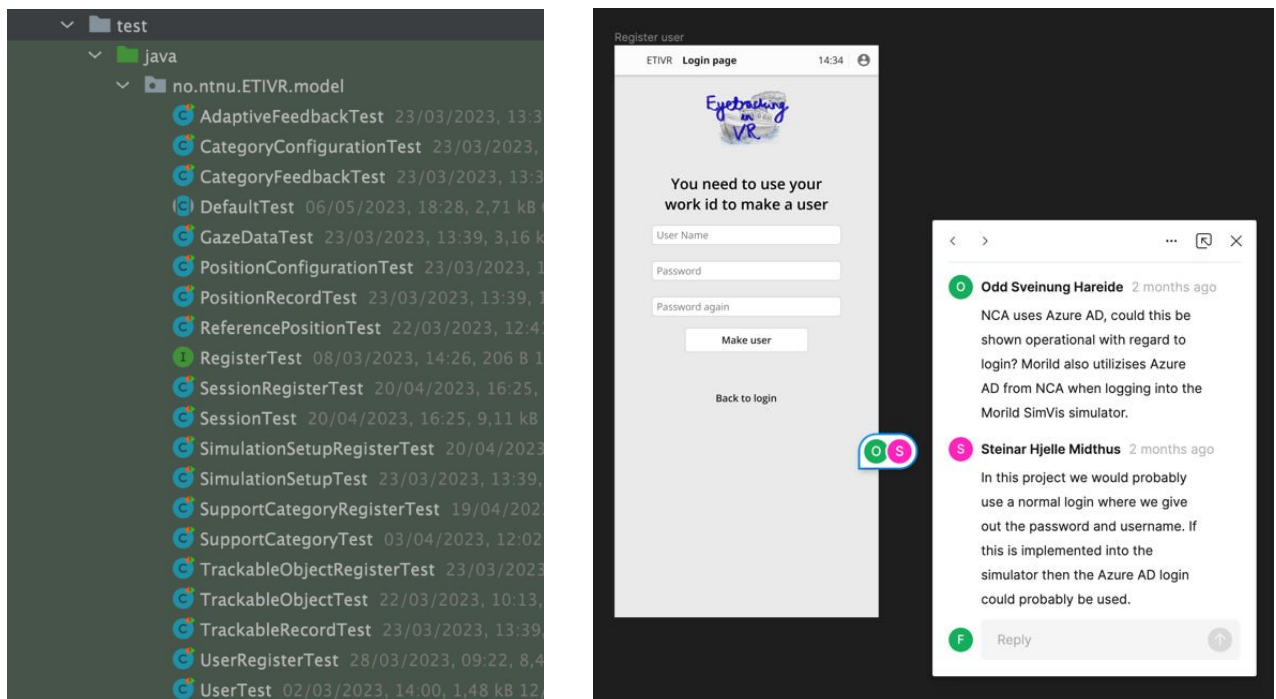 test
java
no.ntnu.ETIVR.model
AdaptiveFeedbackTest 23/03/2023, 13:3
CategoryConfigurationTest 23/03/2023,
CategoryFeedbackTest 23/03/2023, 13:3
DefaultTest 06/05/2023, 18:28, 2,71 kB
GazeDataTest 23/03/2023, 13:39, 3,16 k
PositionConfigurationTest 23/03/2023, 1
PositionRecordTest 23/03/2023, 13:39, 1
ReferencePositionTest 22/03/2023, 12:4
RegisterTest 08/03/2023, 14:26, 206 B 1
SessionRegisterTest 20/04/2023, 16:25,
SessionTest 20/04/2023, 16:25, 9,11 kB
SimulationSetupRegisterTest 20/04/2023
SimulationSetupTest 23/03/2023, 13:39,
SupportCategoryRegisterTest 19/04/202
SupportCategoryTest 03/04/2023, 12:02
TrackableObjectRegisterTest 23/03/2023
TrackableObjectTest 22/03/2023, 10:13,
TrackableRecordTest 23/03/2023, 13:39,
UserRegisterTest 28/03/2023, 09:22, 8,4
UserTest 02/03/2023, 14:00, 1,48 kB 12/
Register user
ETIVR Login page 14:34
Eyetracking
in
VR
You need to use your
work id to make a user
User Name
Password
Password again
Make user
Back to login
O S
O Odd Sveinung Hareide 2 months ago
NCA uses Azure AD, could this be
shown operational with regard to
login? Morild also utilizises Azure
AD from NCA when logging into the
Morild SimVis simulator.
S Steinar Hjelle Midthus 2 months ago
In this project we would probably
use a normal login where we give
out the password and username. If
this is implemented into the
simulator then the Azure AD login
could probably be used.
F Reply